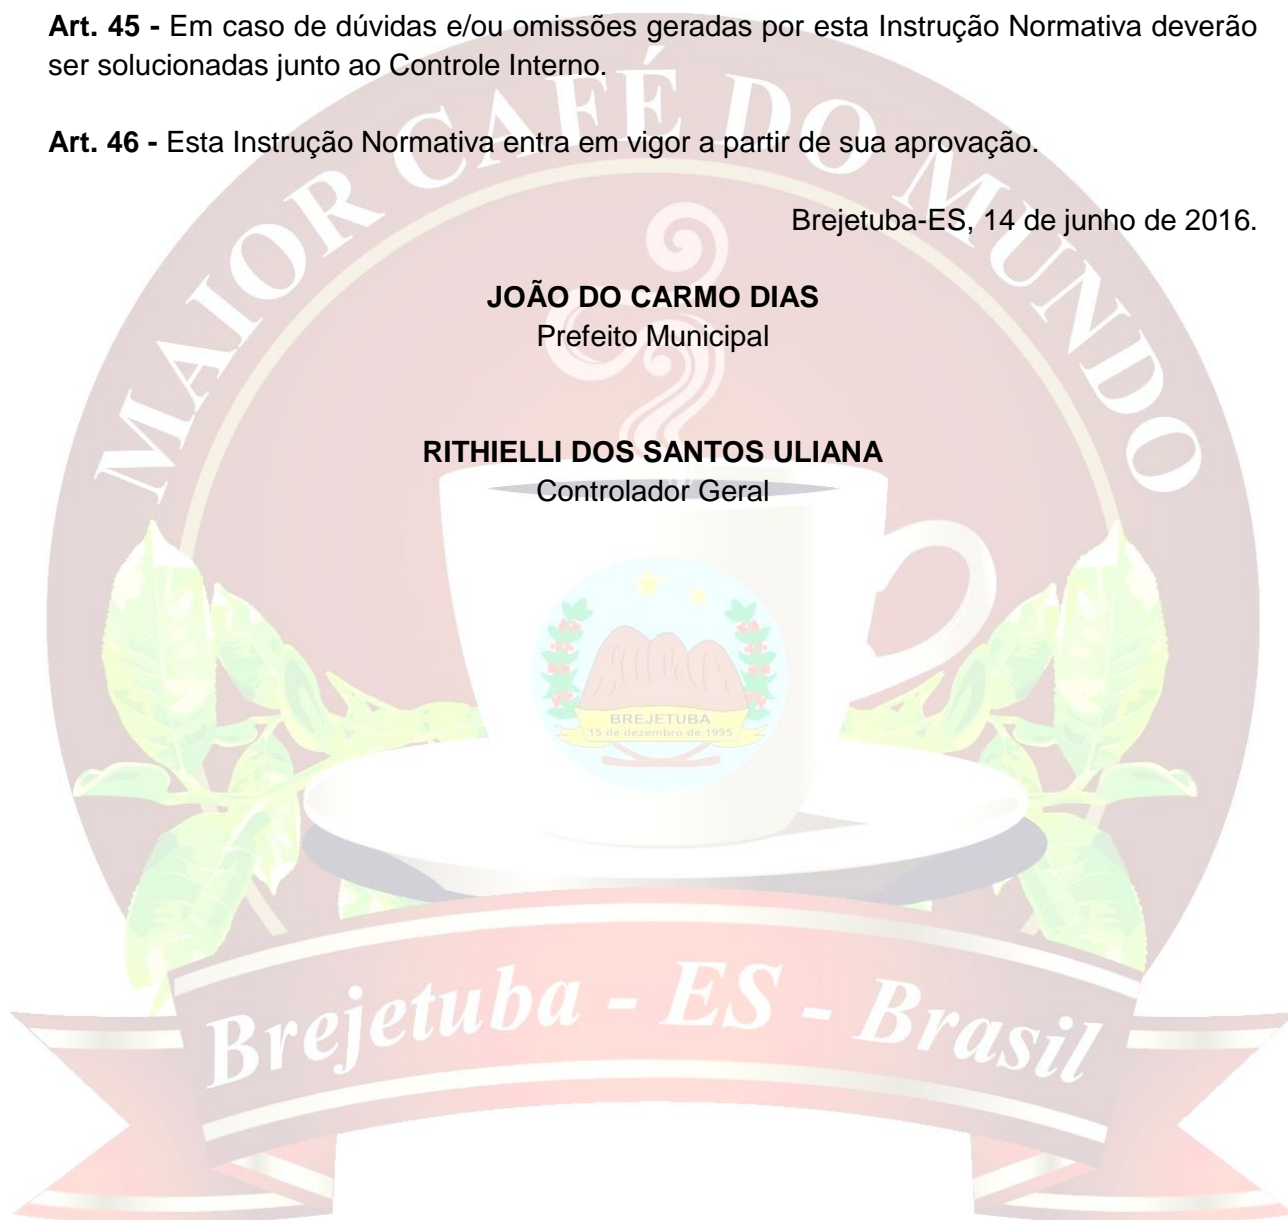 Art. 45 - Em caso de dúvidas e/ou omissões geradas por esta Instrução Normativa deverão
ser solucionadas junto ao Controle Interno.
Art. 46 - Esta Instrução Normativa entra em vigor a partir de sua aprovação.
Brejetuba-ES, 14 de junho de 2016.
JOÃO DO CARMO DIAS
Prefeito Municipal
RITHIELLI DOS SANTOS ULIANA
Controlador Geral
MAIOR CAFÉ DO MUNDO
BREJETUBA
15 de dezembro de 1995
Brejetuba - ES - Brasil